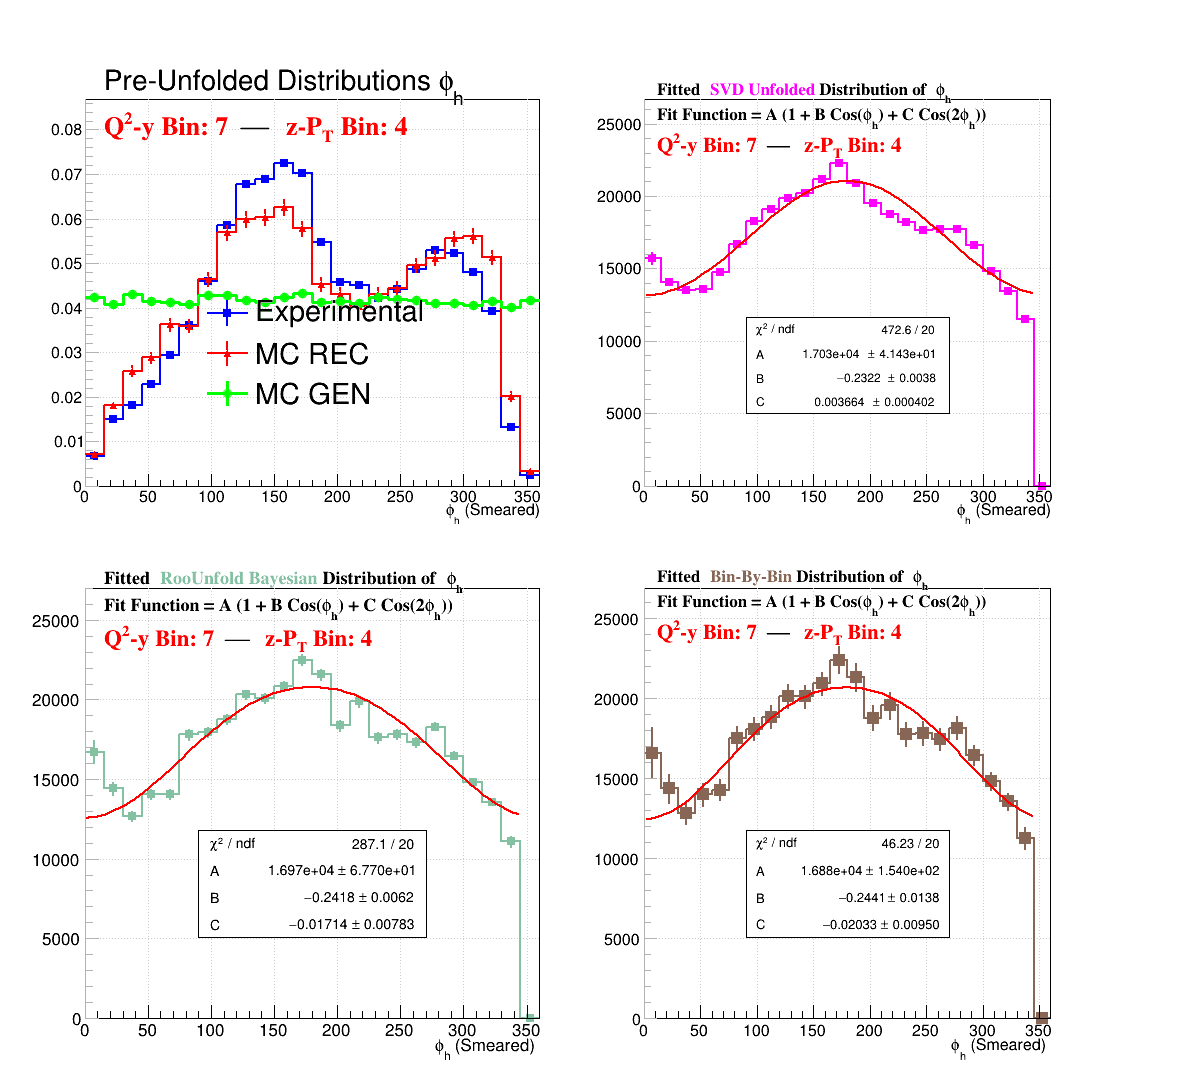 Pre-Unfolded Distributions ϕh
Q²-y Bin: 7 — z-PT Bin: 4
0.08
0.07
0.06
0.05
0.04
0.03
0.02
0.01
0
Experimental
MC REC
MC GEN
0 50 100 150 200 250 300 350
ϕh (Smeared)
Fitted SVD Unfolded Distribution of ϕh
Fit Function = A (1 + B Cos(ϕh) + C Cos(2ϕh))
Q²-y Bin: 7 — z-PT Bin: 4
25000
20000
15000
10000
5000
0
χ² / ndf 472.6 / 20
A 1.703e+04 ± 4.143e+01
B −0.2322 ± 0.0038
C 0.003664 ± 0.000402
0 50 100 150 200 250 300 350
ϕh (Smeared)
Fitted RooUnfold Bayesian Distribution of ϕh
Fit Function = A (1 + B Cos(ϕh) + C Cos(2ϕh))
Q²-y Bin: 7 — z-PT Bin: 4
25000
20000
15000
10000
5000
0
χ² / ndf 287.1 / 20
A 1.697e+04 ± 6.770e+01
B −0.2418 ± 0.0062
C −0.01714 ± 0.00783
0 50 100 150 200 250 300 350
ϕh (Smeared)
Fitted Bin-By-Bin Distribution of ϕh
Fit Function = A (1 + B Cos(ϕh) + C Cos(2ϕh))
Q²-y Bin: 7 — z-PT Bin: 4
25000
20000
15000
10000
5000
0
χ² / ndf 46.23 / 20
A 1.688e+04 ± 1.540e+02
B −0.2441 ± 0.0138
C −0.02033 ± 0.00950
0 50 100 150 200 250 300 350
ϕh (Smeared)